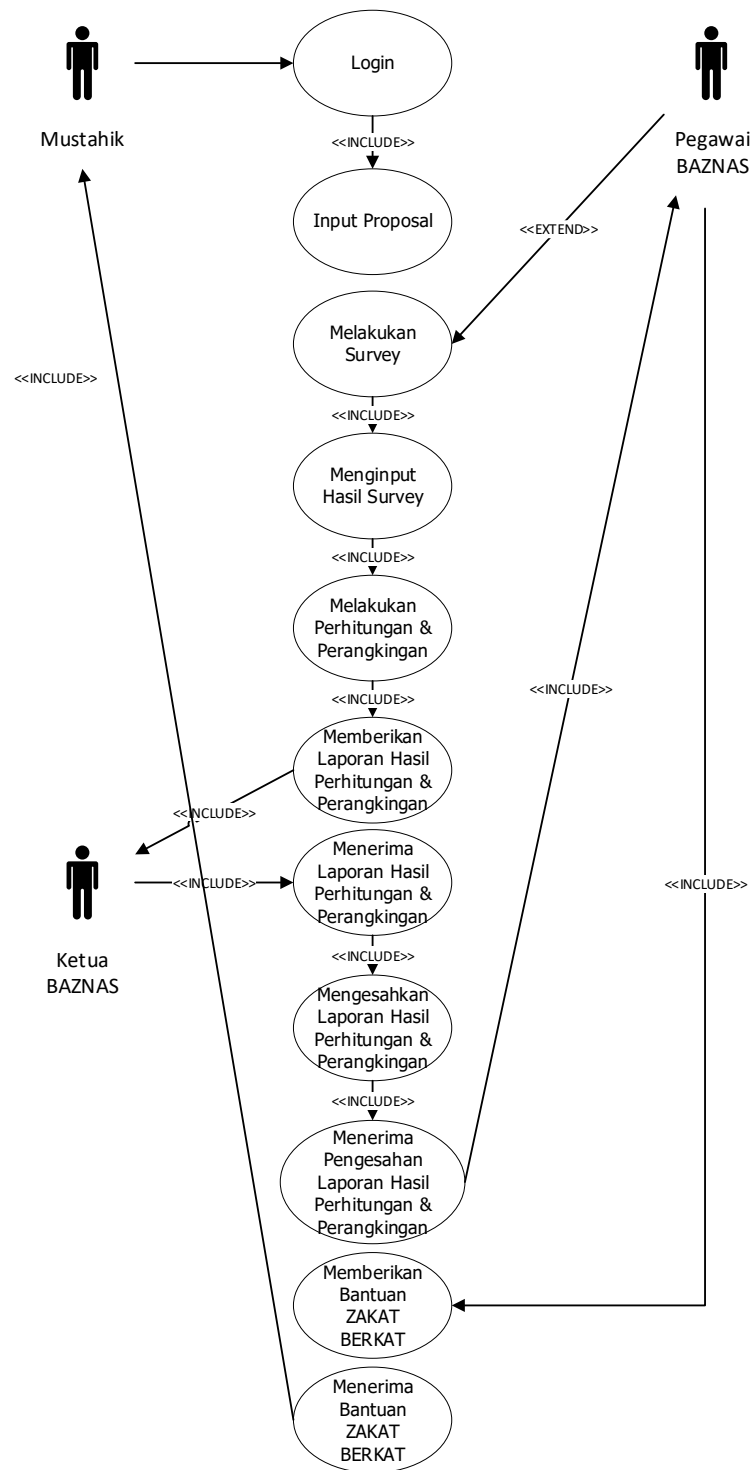 Login
Mustahik
Pegawai
BAZNAS
<<INCLUDE>>
Input Proposal
<<EXTEND>>
Melakukan
Survey
<<INCLUDE>>
<<INCLUDE>>
Menginput
Hasil Survey
<<INCLUDE>>
Melakukan
Perhitungan &
Perangkingan
<<INCLUDE>>
<<INCLUDE>>
Memberikan
Laporan Hasil
Perhitungan &
Perangkingan
<<INCLUDE>>
Menerima
Laporan Hasil
Perhitungan &
Perangkingan
<<INCLUDE>>
<<INCLUDE>>
Ketua
BAZNAS
<<INCLUDE>>
Mengesahkan
Laporan Hasil
Perhitungan &
Perangkingan
<<INCLUDE>>
Menerima
Pengesahan
Laporan Hasil
Perhitungan &
Perangkingan
Memberikan
Bantuan
ZAKAT
BERKAT
Menerima
Bantuan
ZAKAT
BERKAT